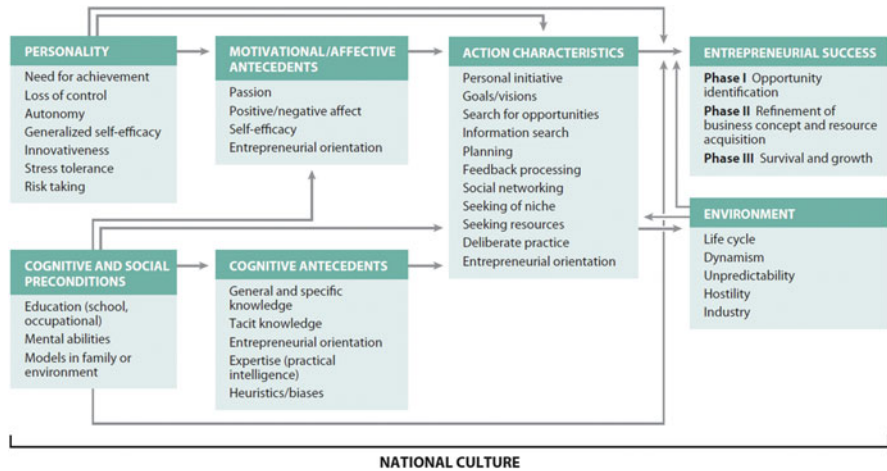 PERSONALITY
Need for achievement
Loss of control
Autonomy
Generalized self-efficacy
Innovativeness
Stress tolerance
Risk taking
MOTIVATIONAL/AFFECTIVE
ANTECEDENTS
Passion
Positive/negative affect
Self-efficacy
Entrepreneurial orientation
ACTION CHARACTERISTICS
Personal initiative
Goals/visions
Search for opportunities
Information search
Planning
Feedback processing
Social networking
Seeking of niche
Seeking resources
Deliberate practice
Entrepreneurial orientation
ENTREPRENEURIAL SUCCESS
Phase I Opportunity
identification
Phase II Refinement of
business concept and resource
acquisition
Phase III Survival and growth
ENVIRONMENT
Life cycle
Dynamism
Unpredictability
Hostility
Industry
COGNITIVE AND SOCIAL
PRECONDITIONS
Education (school,
occupational)
Mental abilities
Models in family or
environment
COGNITIVE ANTECEDENTS
General and specific
knowledge
Tacit knowledge
Entrepreneurial orientation
Expertise (practical
intelligence)
Heuristics/biases
NATIONAL CULTURE